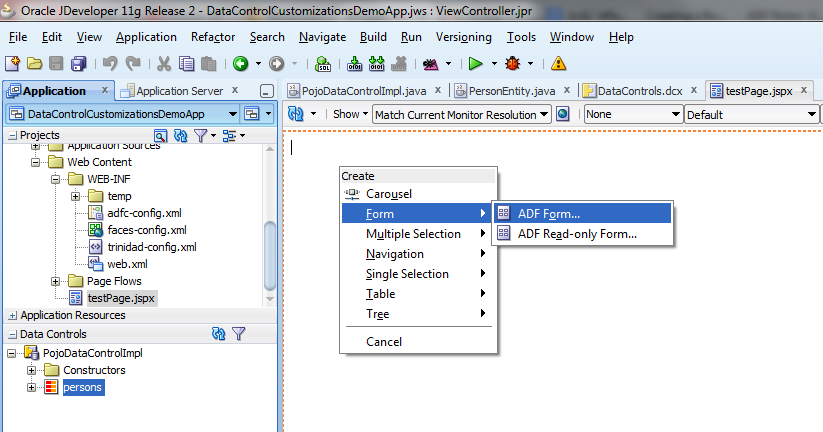 Oracle JDeveloper 11g Release 2 - DataControlCustomizationsDemoApp.jws : ViewController.jpr
File Edit View Application Refactor Search Navigate Build Run Versioning Tools Window Help
Application Application Server PojoDataControlImpl.java PersonEntity.java DataControls.dcx testPage.jspx
DataControlCustomizationsDemoApp Show Match Current Monitor Resolution None Default
Projects
Application Sources
Web Content
WEB-INF
temp
adfc-config.xml
faces-config.xml
trinidad-config.xml
web.xml
Page Flows
testPage.jspx
Application Resources
Data Controls
PojoDataControlImpl
Constructors
persons
Create
Carousel
Form
Multiple Selection
Navigation
Single Selection
Table
Tree
Cancel
ADF Form...
ADF Read-only Form...